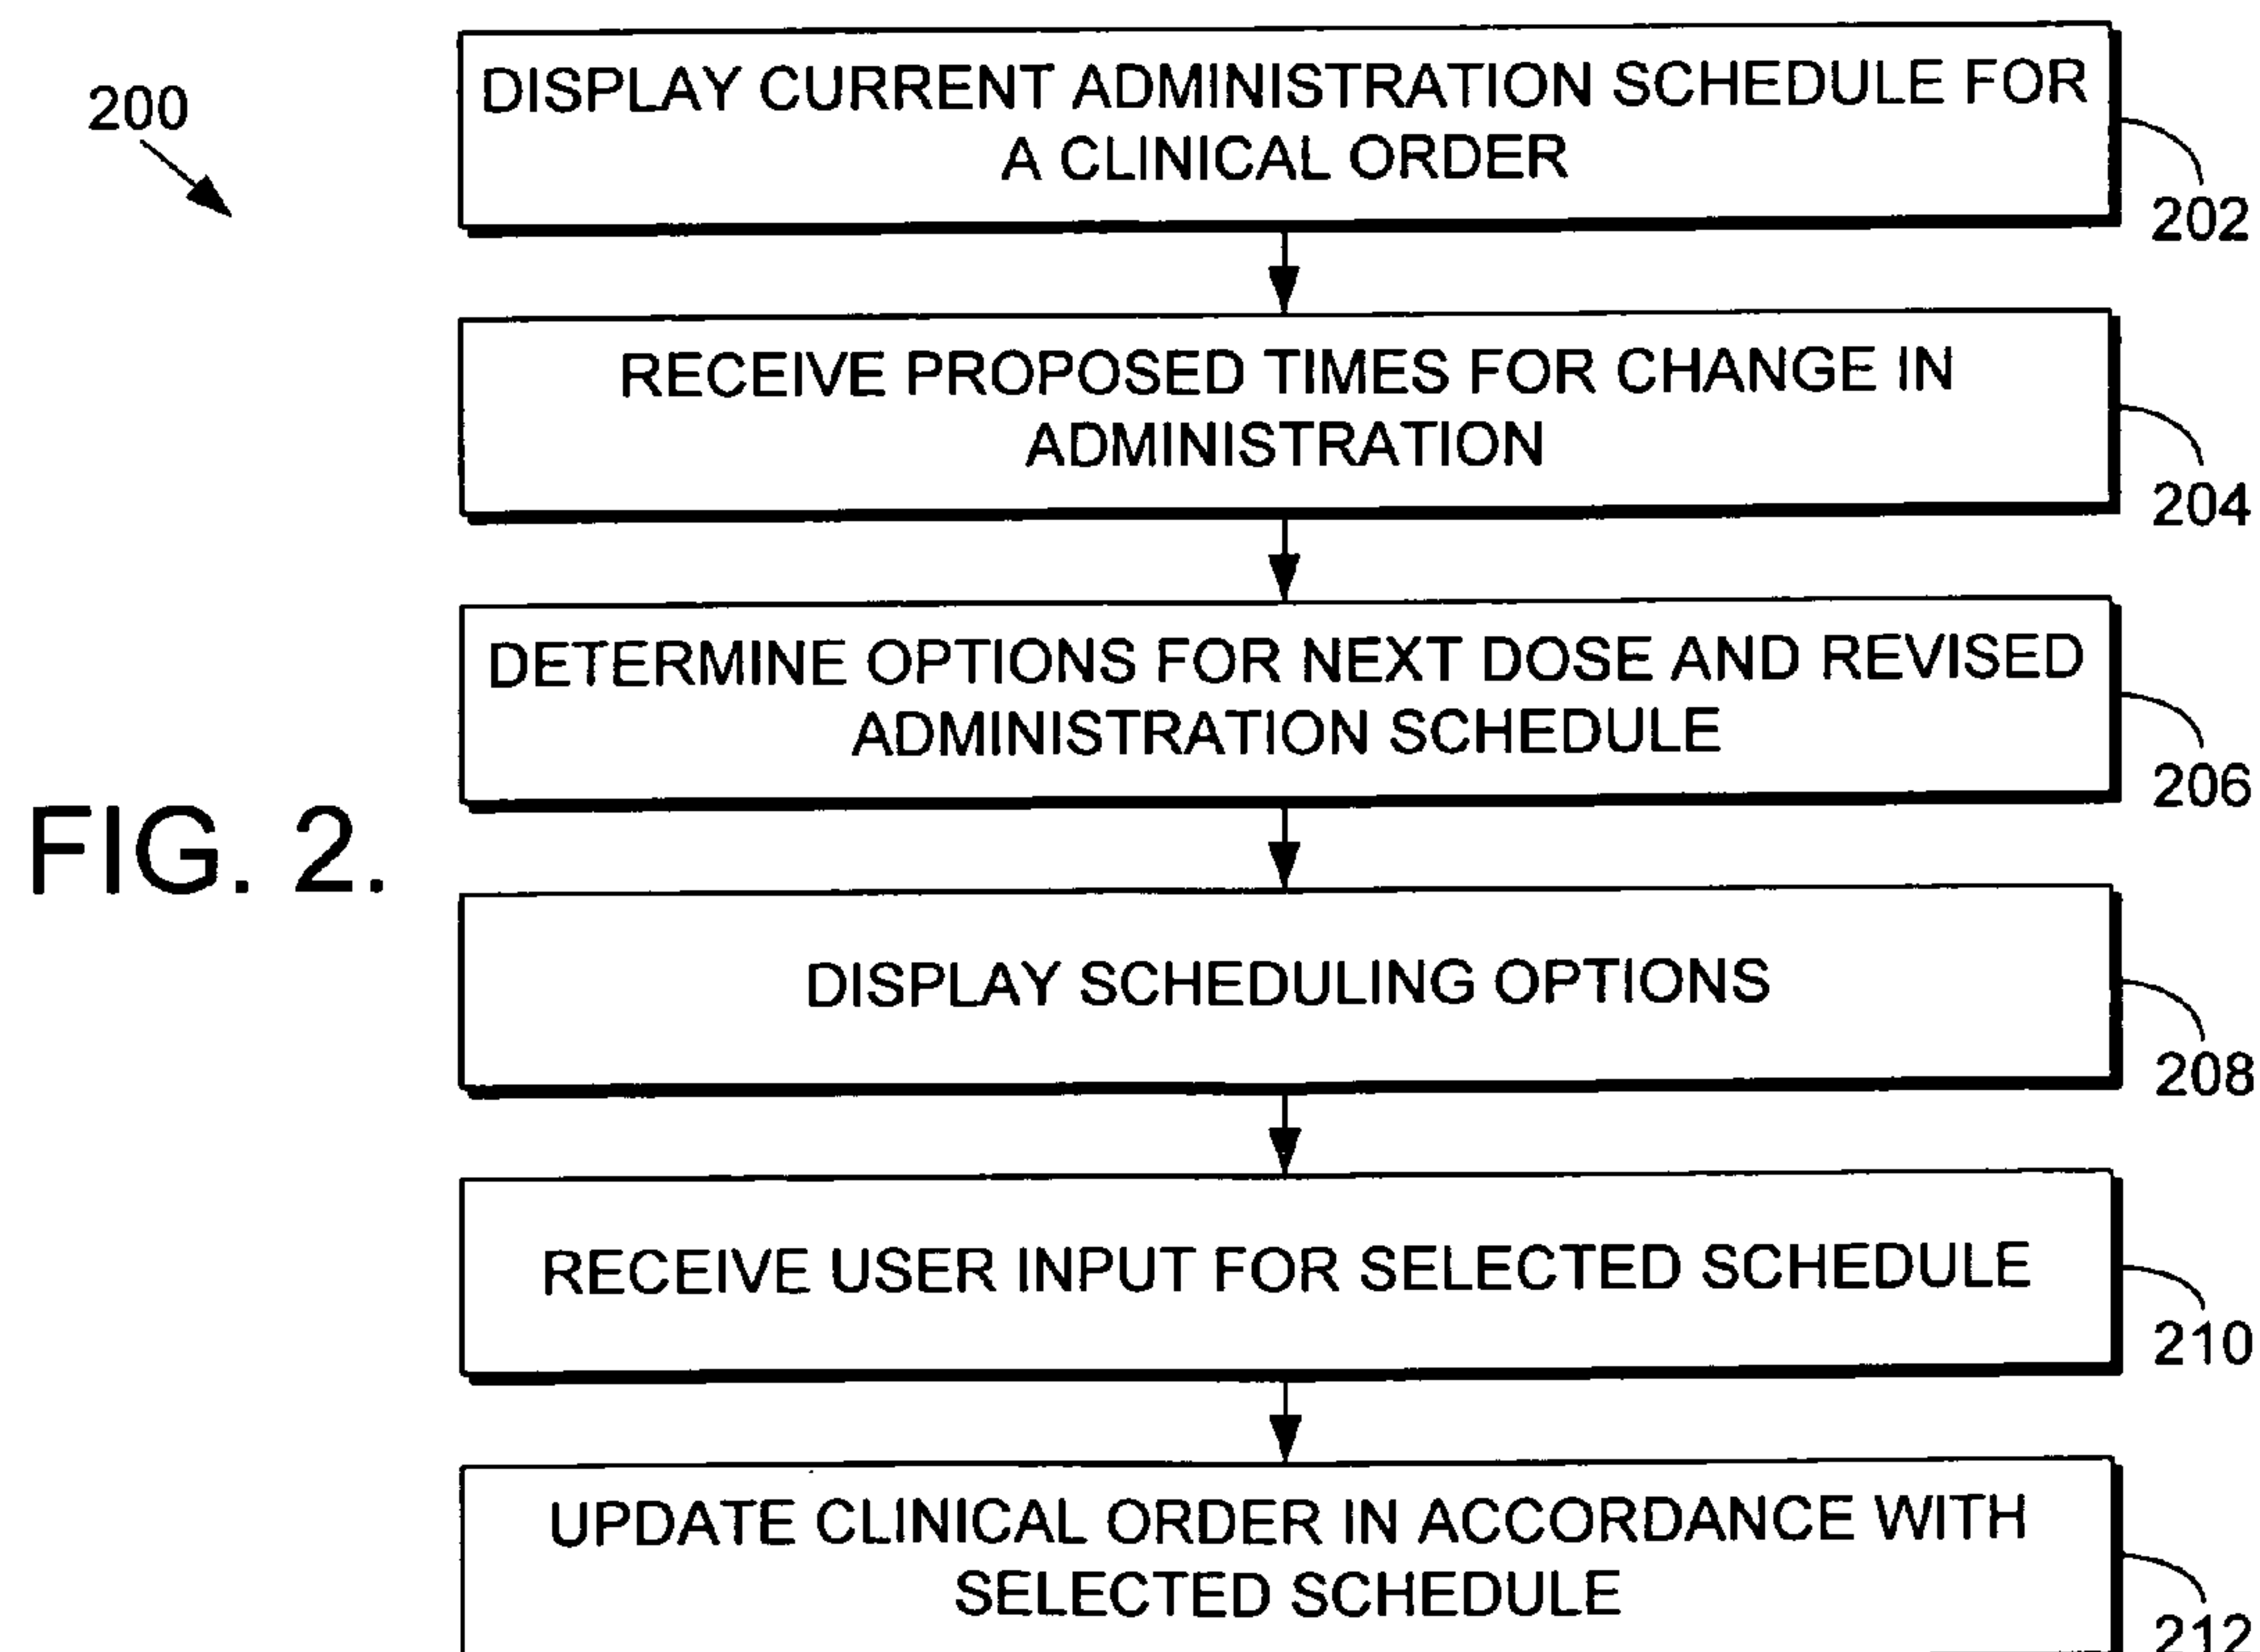 200
DISPLAY CURRENT ADMINISTRATION SCHEDULE FOR
A CLINICAL ORDER
202
RECEIVE PROPOSED TIMES FOR CHANGE IN
ADMINISTRATION
204
DETERMINE OPTIONS FOR NEXT DOSE AND REVISED
ADMINISTRATION SCHEDULE
206
FIG. 2.
DISPLAY SCHEDULING OPTIONS
208
RECEIVE USER INPUT FOR SELECTED SCHEDULE
210
UPDATE CLINICAL ORDER IN ACCORDANCE WITH
SELECTED SCHEDULE
212